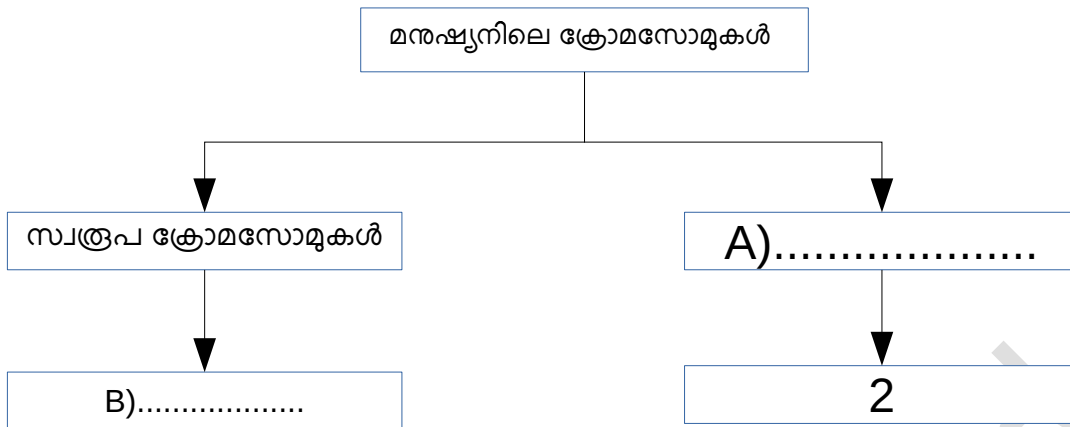 മനുഷ്യനിലെ ക്രോമസോമുകൾ
സ്വരൂപ ക്രോമസോമുകൾ
A)....................
B)...................
2